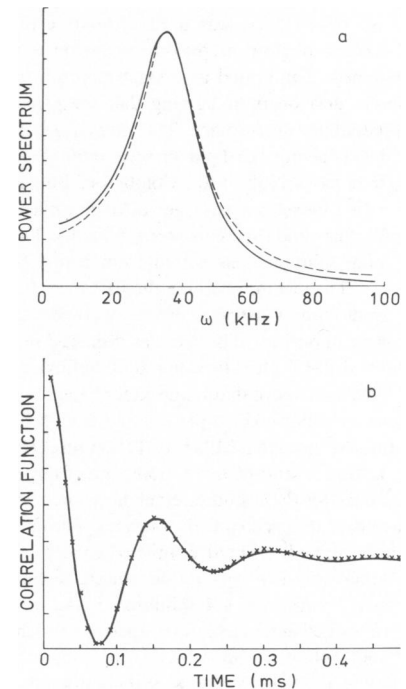 a
POWER SPECTRUM
0 20 40 60 80 100
ω (kHz)
b
CORRELATION FUNCTION
0 0.1 0.2 0.3 0.4
TIME (ms)